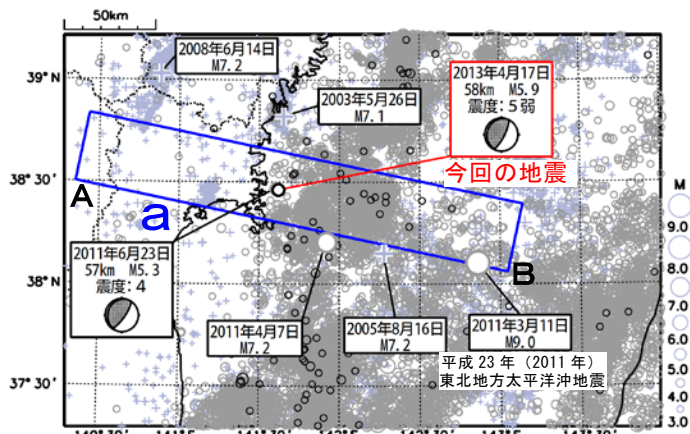 50km
39°N
38°30'
38°N
37°30'
2008年6月14日
M7.2
2003年5月26日
M7.1
2013年4月17日
58km M5.9
震度：５弱
今回の地震
A
a
B
2011年6月23日
57km M5.3
震度：４
2011年4月7日
M7.2
2005年8月16日
M7.2
2011年3月11日
M9.0
平成 23 年（2011 年）
東北地方太平洋沖地震
M
9.0
8.0
7.0
6.0
5.0
4.0
3.0